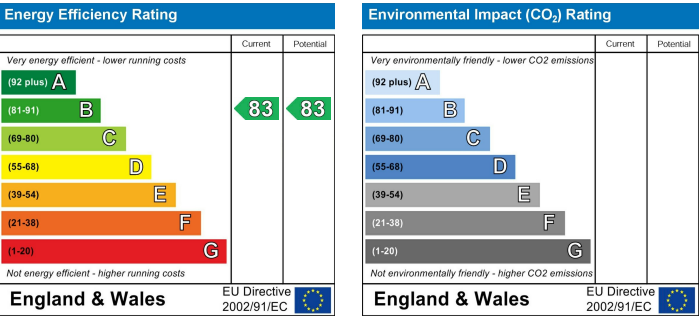 Energy Efficiency Rating
Current Potential
Very energy efficient - lower running costs
(92 plus) A
(81-91) B
83 83
(69-80) C
(55-68) D
(39-54) E
(21-38) F
(1-20) G
Not energy efficient - higher running costs
England & Wales
EU Directive
2002/91/EC
Environmental Impact (CO₂) Rating
Current Potential
Very environmentally friendly - lower CO2 emissions
(92 plus) A
(81-91) B
(69-80) C
(55-68) D
(39-54) E
(21-38) F
(1-20) G
Not environmentally friendly - higher CO2 emissions
England & Wales
EU Directive
2002/91/EC